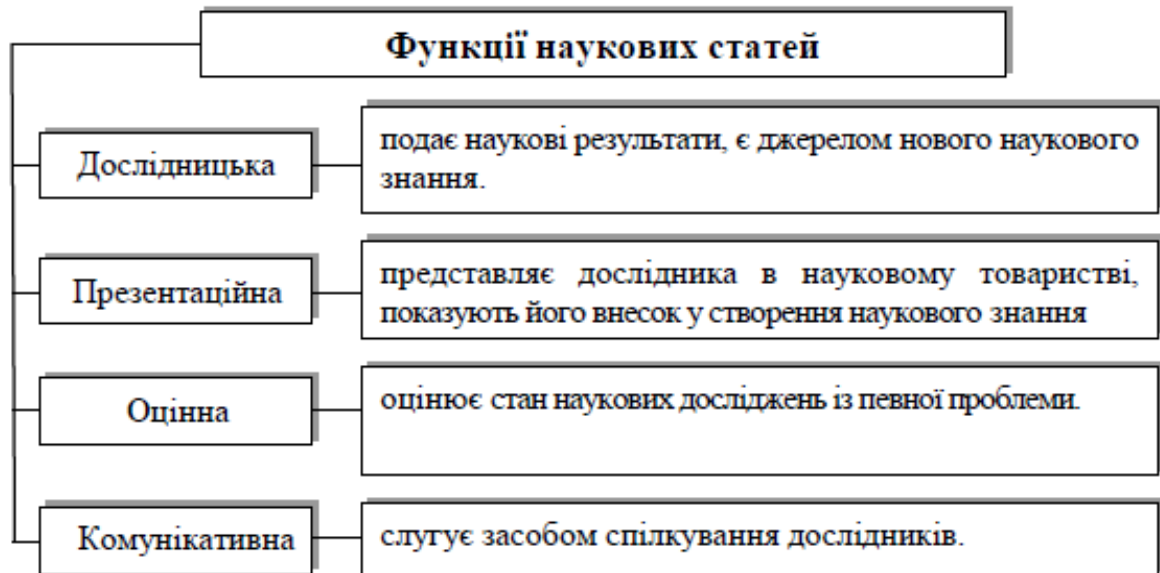 Функції наукових статей
Дослідницька
подає наукові результати, є джерелом нового наукового
знання.
Презентаційна
представляє дослідника в науковому товаристві,
показують його внесок у створення наукового знання
Оцінна
оцінює стан наукових досліджень із певної проблеми.
Комунікативна
слугує засобом спілкування дослідників.